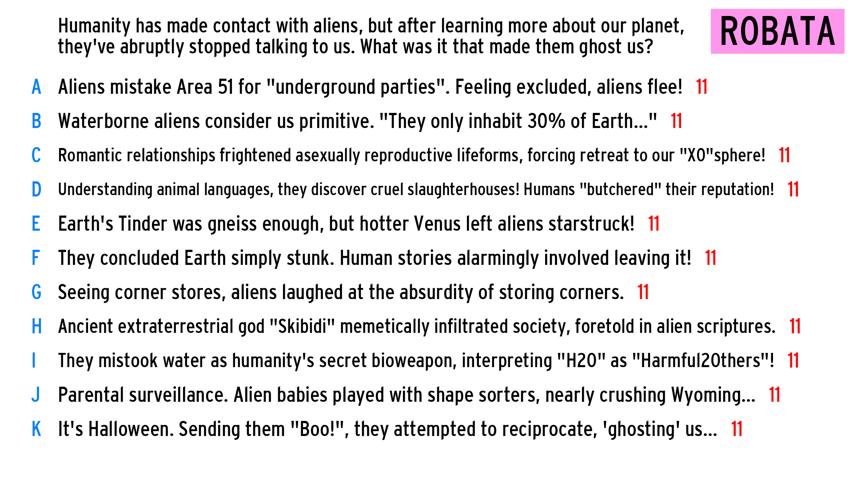 Humanity has made contact with aliens, but after learning more about our planet,
they've abruptly stopped talking to us. What was it that made them ghost us?
ROBATA
A Aliens mistake Area 51 for "underground parties". Feeling excluded, aliens flee! 11
B Waterborne aliens consider us primitive. "They only inhabit 30% of Earth..." 11
C Romantic relationships frightened asexually reproductive lifeforms, forcing retreat to our "XO"sphere! 11
D Understanding animal languages, they discover cruel slaughterhouses! Humans "butchered" their reputation! 11
E Earth's Tinder was gneiss enough, but hotter Venus left aliens starstruck! 11
F They concluded Earth simply stunk. Human stories alarmingly involved leaving it! 11
G Seeing corner stores, aliens laughed at the absurdity of storing corners. 11
H Ancient extraterrestrial god "Skibidi" memetically infiltrated society, foretold in alien scriptures. 11
I They mistook water as humanity's secret bioweapon, interpreting "H2O" as "Harmful2Others"! 11
J Parental surveillance. Alien babies played with shape sorters, nearly crushing Wyoming... 11
K It's Halloween. Sending them "Boo!", they attempted to reciprocate, 'ghosting' us... 11